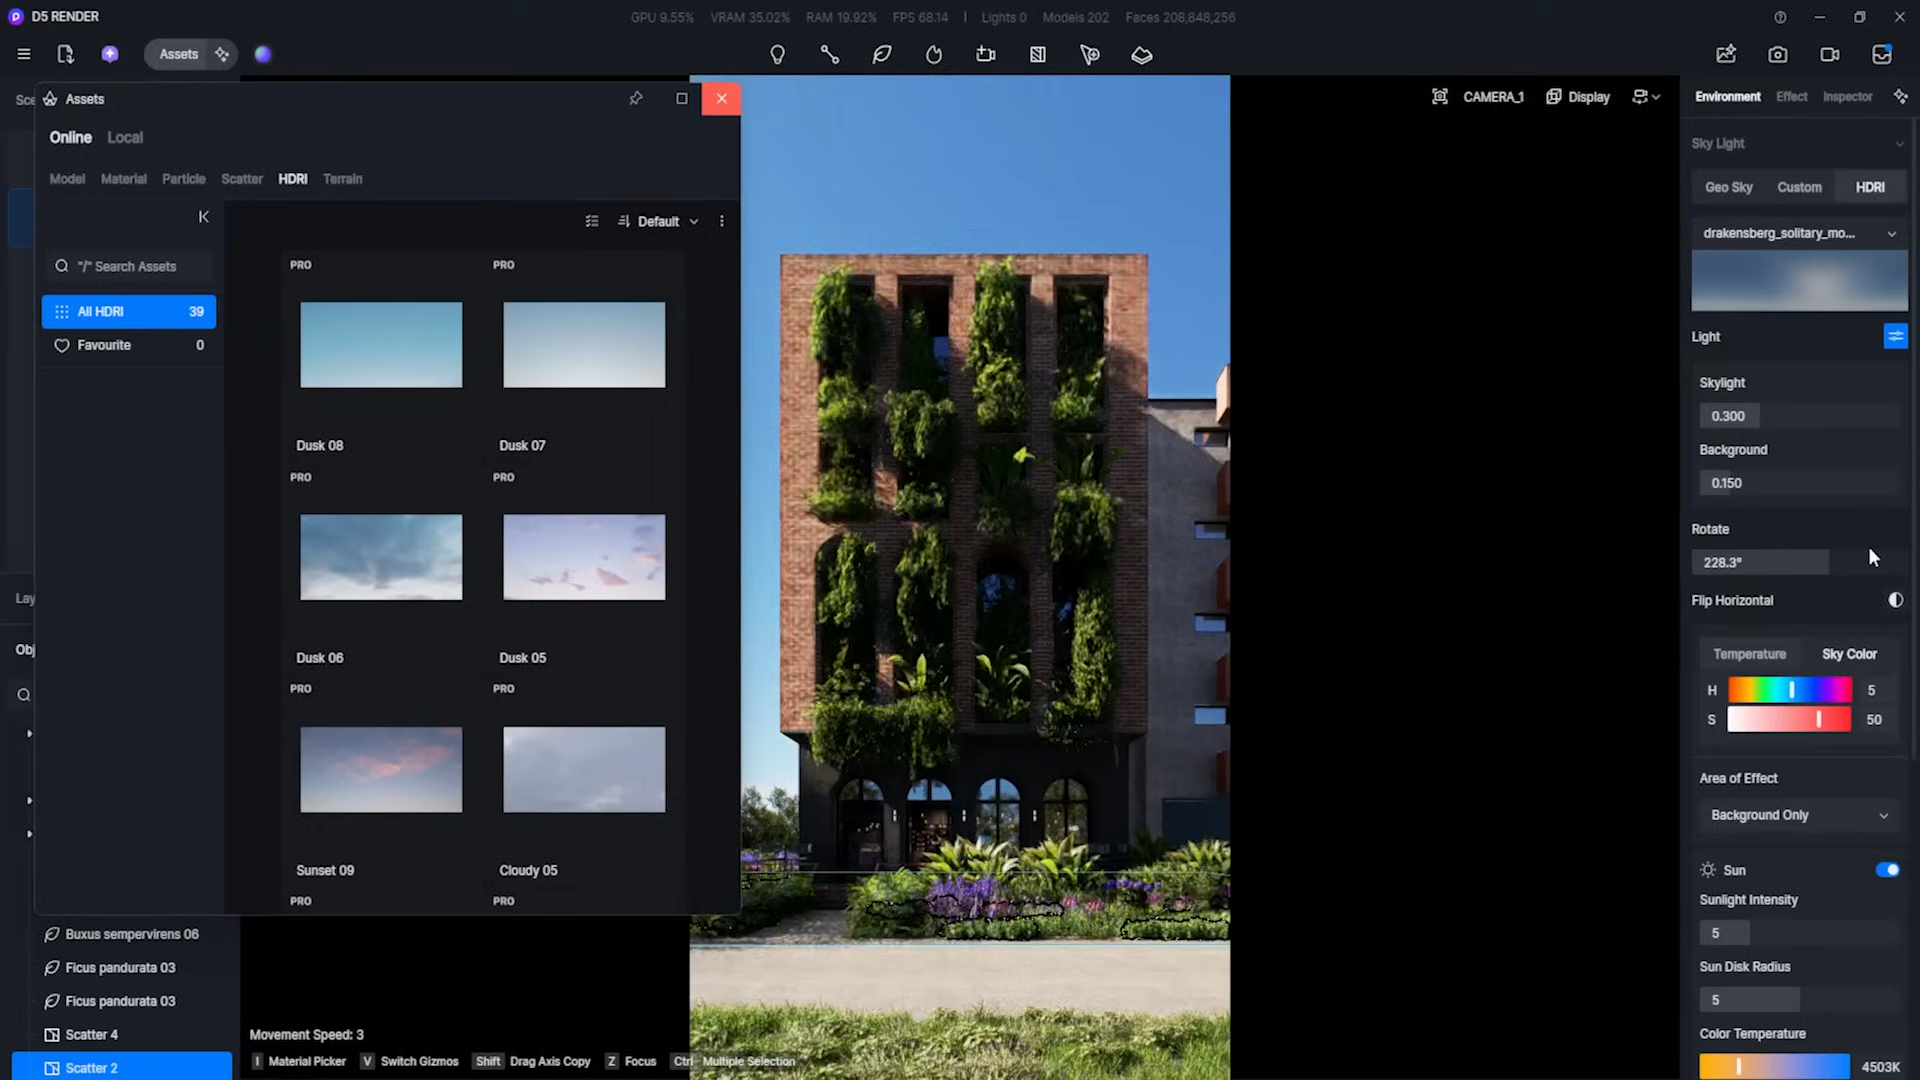 D5 RENDER
GPU 9.55% VRAM 35.02% RAM 19.92% FPS 68.14 | Lights 0 Models 202 Faces 208,848,256
Assets
Sce
Assets
CAMERA_1 Display
Environment Effect Inspector
Online Local
Sky Light
Model Material Particle Scatter HDRI Terrain
Geo Sky Custom HDRI
Default
drakensberg_solitary_mo...
"/" Search Assets
PRO PRO
All HDRI 39
Light
Favourite 0
Skylight
0.300
Dusk 08 Dusk 07
Background
PRO PRO
0.150
Rotate
228.3°
Flip Horizontal
Lay
Obj
Dusk 06 Dusk 05
Temperature Sky Color
PRO PRO
H 5
S 50
Area of Effect
Background Only
Sunset 09 Cloudy 05
Sun
PRO PRO
Sunlight Intensity
5
Buxus sempervirens 06
Ficus pandurata 03
Sun Disk Radius
5
Ficus pandurata 03
Scatter 4
Movement Speed: 3
Color Temperature
Scatter 2
I Material Picker V Switch Gizmos Shift Drag Axis Copy Z Focus Ctrl Multiple Selection
4503K